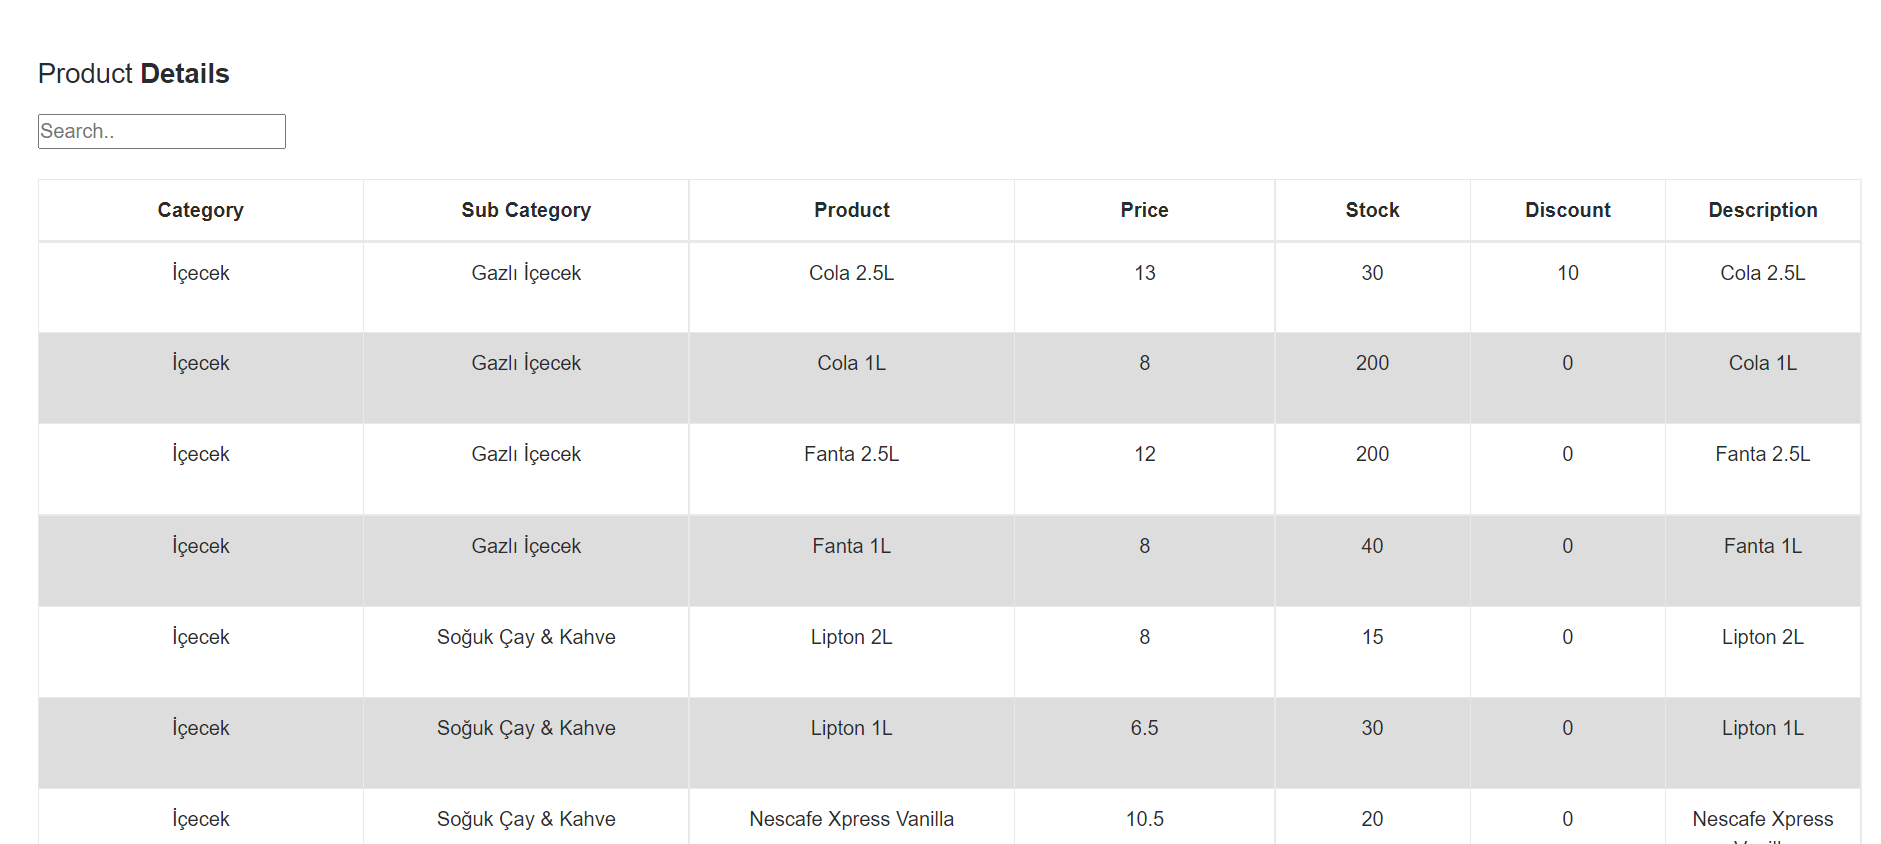 Product Details
Search..
Category Sub Category Product Price Stock Discount Description
İçecek Gazlı İçecek Cola 2.5L 13 30 10 Cola 2.5L
İçecek Gazlı İçecek Cola 1L 8 200 0 Cola 1L
İçecek Gazlı İçecek Fanta 2.5L 12 200 0 Fanta 2.5L
İçecek Gazlı İçecek Fanta 1L 8 40 0 Fanta 1L
İçecek Soğuk Çay & Kahve Lipton 2L 8 15 0 Lipton 2L
İçecek Soğuk Çay & Kahve Lipton 1L 6.5 30 0 Lipton 1L
İçecek Soğuk Çay & Kahve Nescafe Xpress Vanilla 10.5 20 0 Nescafe Xpress